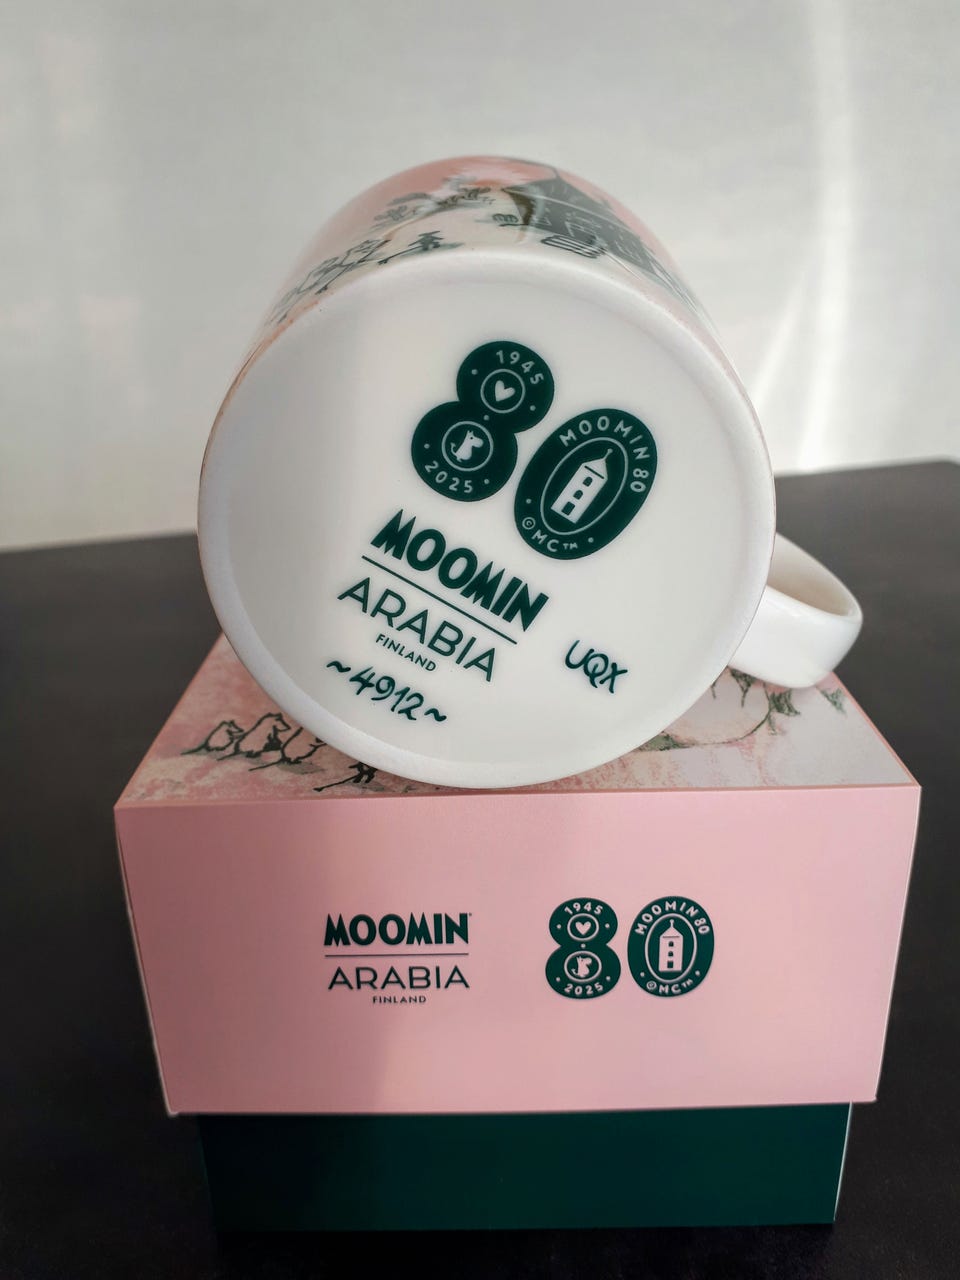 1945
2025
MOOMIN 80
©MC™
MOOMIN
ARABIA
FINLAND
~4912~
UQX
MOOMIN
ARABIA
FINLAND
1945
2025
MOOMIN 80
©MC™